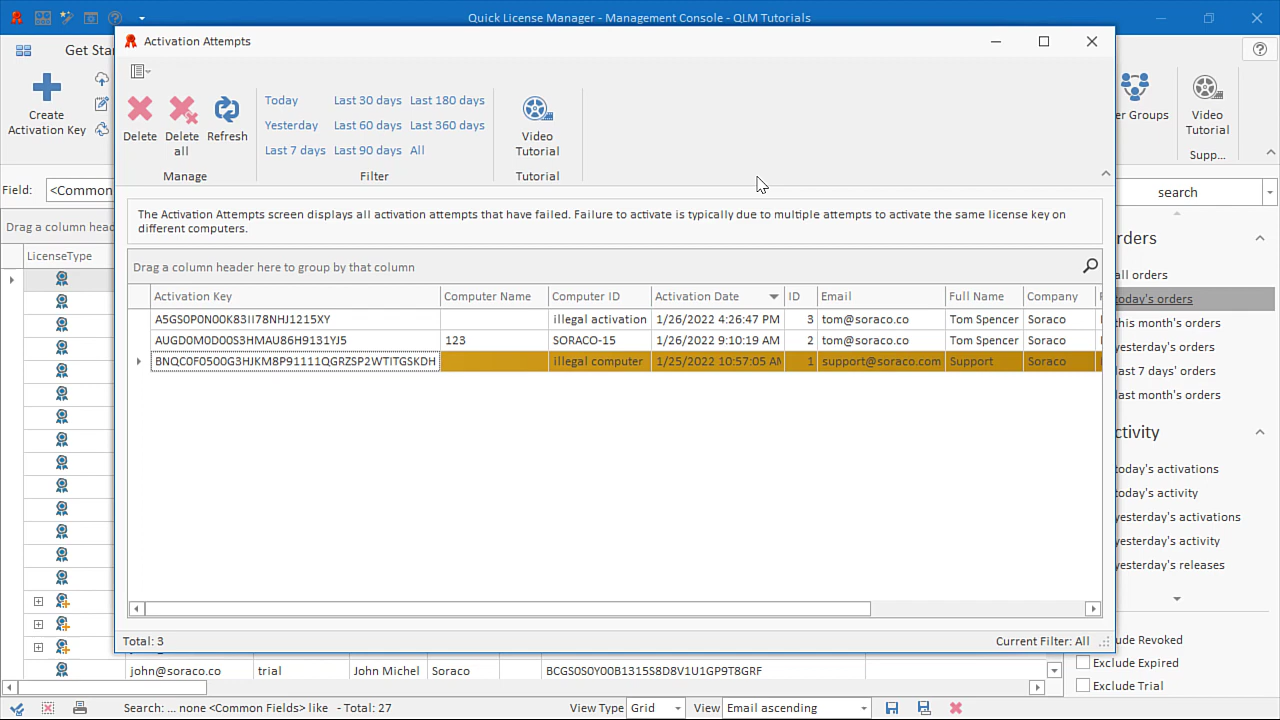 Quick License Manager - Management Console - QLM Tutorials
Activation Attempts
Get Sta
Create
Activation Key
er Groups
Video
Tutorial
Supp...
Delete
Delete
all
Refresh
Manage
Today
Yesterday
Last 7 days
Last 30 days
Last 60 days
Last 90 days
Last 180 days
Last 360 days
All
Filter
Video
Tutorial
Tutorial
Field:
<Common
search
The Activation Attempts screen displays all activation attempts that have failed. Failure to activate is typically due to multiple attempts to activate the same license key on
different computers.
Drag a column head
LicenseType
Drag a column header here to group by that column
Activation Key Computer Name Computer ID Activation Date ID Email Full Name Company
A5GS0P0N00K83II78NHJ1215XY illegal activation 1/26/2022 4:26:47 PM 3 tom@soraco.co Tom Spencer Soraco
AUGD0M0D00S3HMAU86H9131YJ5 123 SORACO-15 1/26/2022 9:10:19 AM 2 tom@soraco.co Tom Spencer Soraco
BNQC0F0500G3HJKM8P91111QGRZSP2WTITGSKDH illegal computer 1/25/2022 10:57:05 AM 1 support@soraco.com Support Soraco
Total: 3
Current Filter: All
rders
all orders
today's orders
this month's orders
yesterday's orders
last 7 days' orders
last month's orders
ctivity
today's activations
today's activity
yesterday's activations
yesterday's activity
yesterday's releases
clude Revoked
Exclude Expired
Exclude Trial
john@soraco.co trial John Michel Soraco BCGS0S0Y00B1315S8D8V1U1GP9T8GRF
Search: ... none <Common Fields> like - Total: 27
View Type Grid
View Email ascending